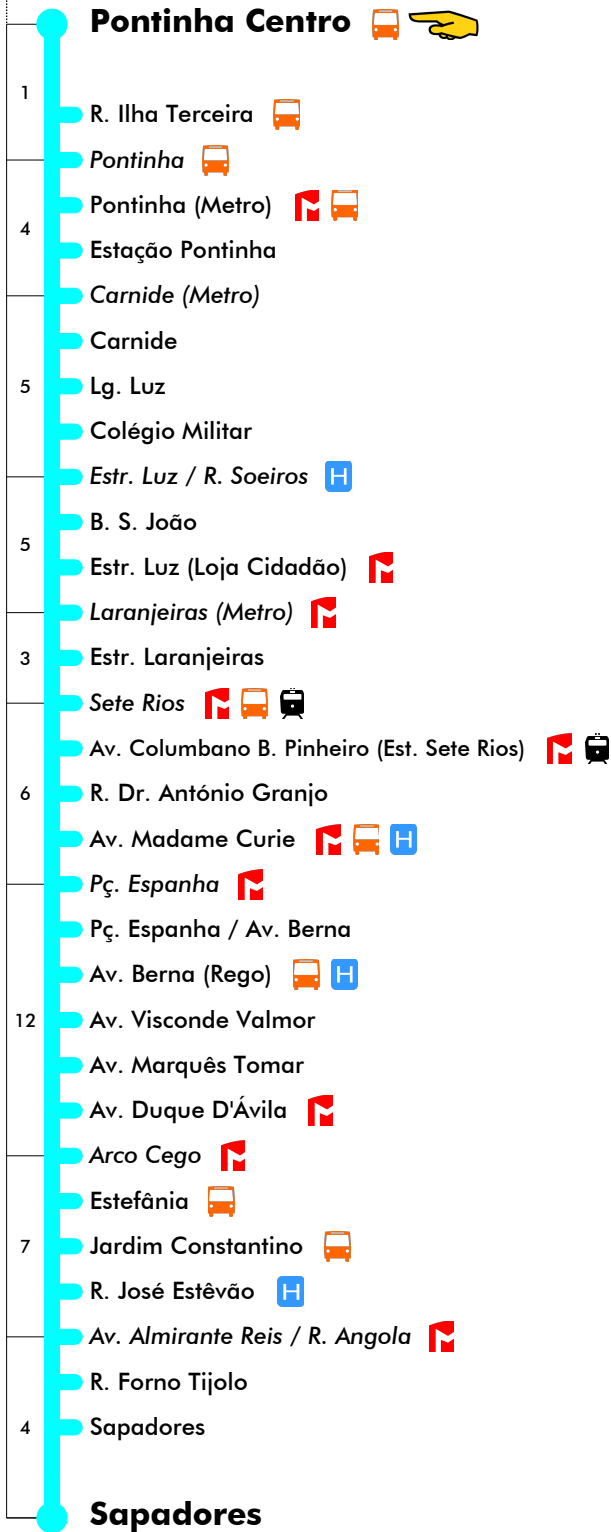 Pontinha Centro
1
R. Ilha Terceira
Pontinha
Pontinha (Metro)
4
Estação Pontinha
Carnide (Metro)
Carnide
5
Lg. Luz
Colégio Militar
Estr. Luz / R. Soeiros H
B. S. João
5
Estr. Luz (Loja Cidadão)
Laranjeiras (Metro)
3
Estr. Laranjeiras
Sete Rios
Av. Columbano B. Pinheiro (Est. Sete Rios)
6
R. Dr. António Granjo
Av. Madame Curie H
Pç. Espanha
Pç. Espanha / Av. Berna
Av. Berna (Rego) H
12
Av. Visconde Valmor
Av. Marquês Tomar
Av. Duque D'Ávila
Arco Cego
Estefânia
7
Jardim Constantino
R. José Estêvão H
Av. Almirante Reis / R. Angola
R. Forno Tijolo
4
Sapadores
Sapadores